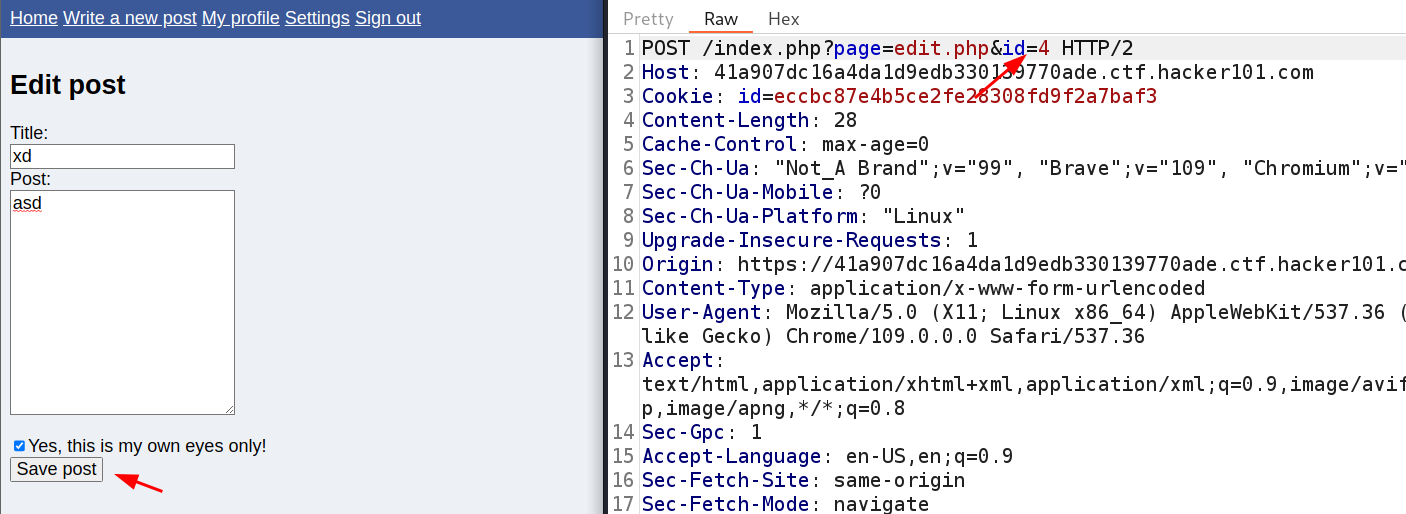 Home Write a new post My profile Settings Sign out
Edit post
Title:
xd
Post:
asd
Yes, this is my own eyes only!
Save post
Pretty Raw Hex
1 POST /index.php?page=edit.php&id=4 HTTP/2
2 Host: 41a907dc16a4da1d9edb330139770ade.ctf.hacker101.com
3 Cookie: id=eccbc87e4b5ce2fe28308fd9f2a7baf3
4 Content-Length: 28
5 Cache-Control: max-age=0
6 Sec-Ch-Ua: "Not_A Brand";v="99", "Brave";v="109", "Chromium";v="
7 Sec-Ch-Ua-Mobile: ?0
8 Sec-Ch-Ua-Platform: "Linux"
9 Upgrade-Insecure-Requests: 1
10 Origin: https://41a907dc16a4da1d9edb330139770ade.ctf.hacker101.c
11 Content-Type: application/x-www-form-urlencoded
12 User-Agent: Mozilla/5.0 (X11; Linux x86_64) AppleWebKit/537.36 (
like Gecko) Chrome/109.0.0.0 Safari/537.36
13 Accept:
text/html,application/xhtml+xml,application/xml;q=0.9,image/avif
p,image/apng,*/*;q=0.8
14 Sec-Gpc: 1
15 Accept-Language: en-US,en;q=0.9
16 Sec-Fetch-Site: same-origin
17 Sec-Fetch-Mode: navigate